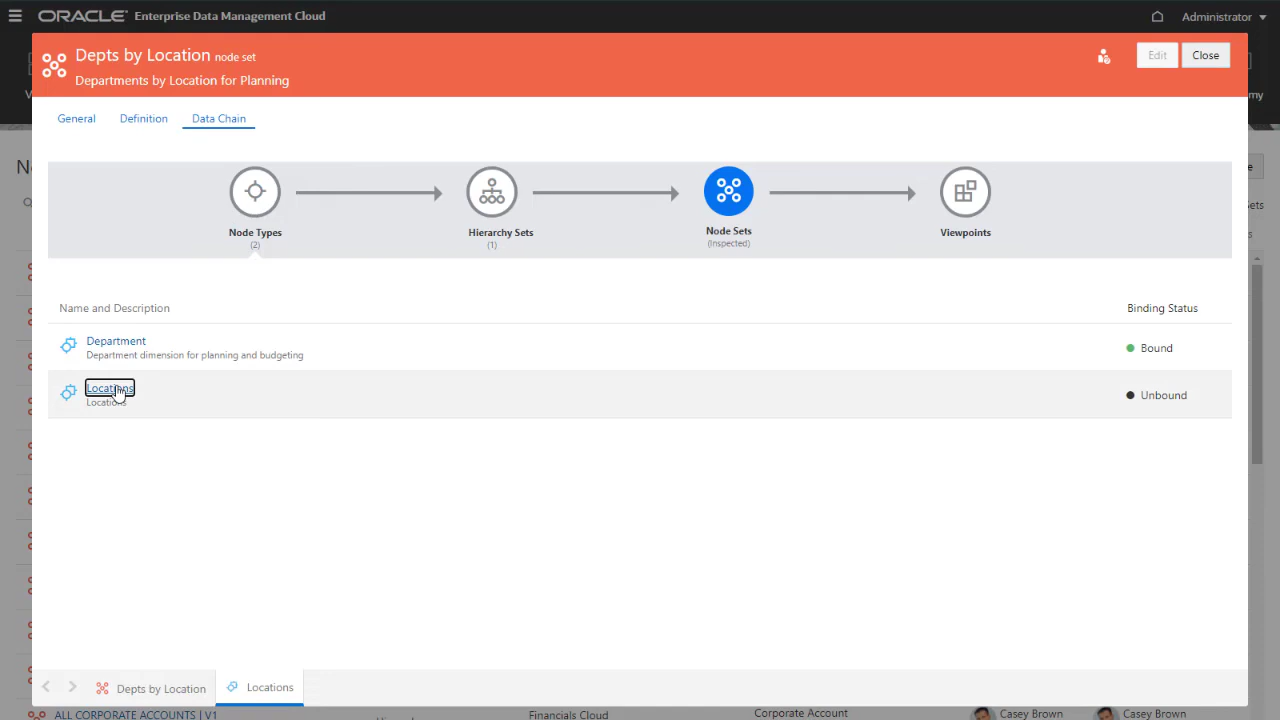 ORACLE Enterprise Data Management Cloud
Administrator
Depts by Location node set
Departments by Location for Planning
Edit
Close
General
Definition
Data Chain
Node Types
(2)
Hierarchy Sets
(1)
Node Sets
(Inspected)
Viewpoints
Name and Description
Binding Status
Department
Department dimension for planning and budgeting
Bound
Locations
Locations
Unbound
Depts by Location
Locations
ALL CORPORATE ACCOUNTS | V1
Financials Cloud
Corporate Account
Casey Brown
Casey Brown